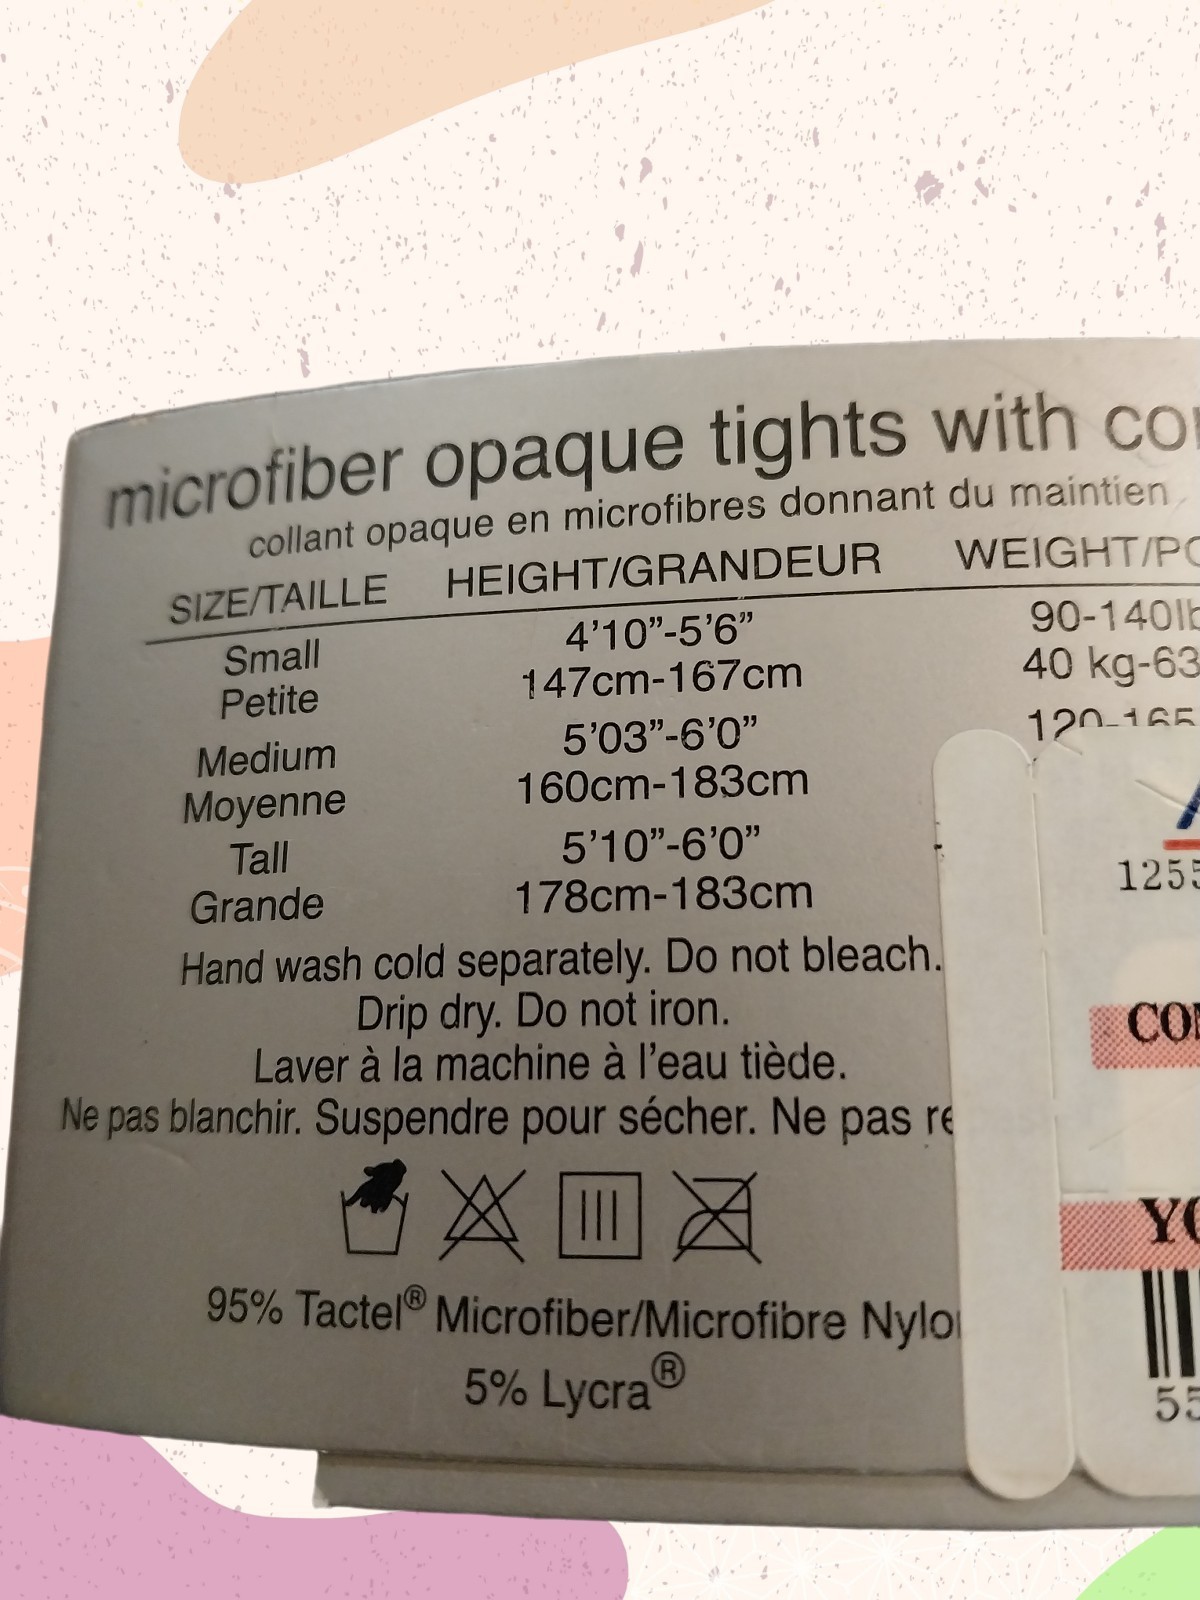 microfiber opaque tights with
collant opaque en microfibres donnant du maintien
SIZE/TAILLE HEIGHT/GRANDEUR WEIGHT/
Small 4'10”-5'6” 90-140lb
Petite 147cm-167cm 40 kg-63
Medium 5'03”-6'0” 120-165
Moyenne 160cm-183cm
Tall 5'10”-6'0”
Grande 178cm-183cm
1255
Hand wash cold separately. Do not bleach.
Drip dry. Do not iron.
Laver à la machine à l'eau tiède.
Ne pas blanchir. Suspendre pour sécher. Ne pas
95% Tactel® Microfiber/Microfibre
5% Lycra®
55